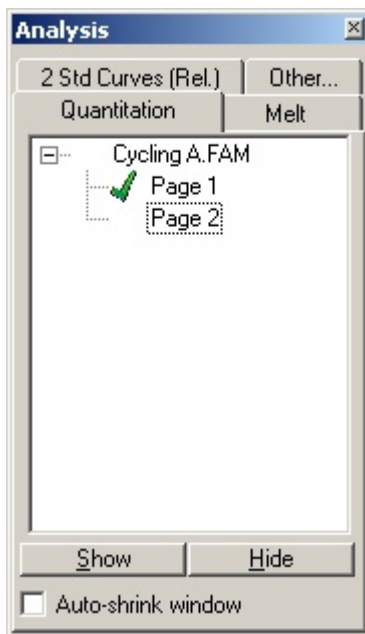 Analysis
2 Std Curves (Rel.) Other...
Quantitation Melt
Cycling A.FAM
Page 1
Page 2
Show Hide
Auto-shrink window